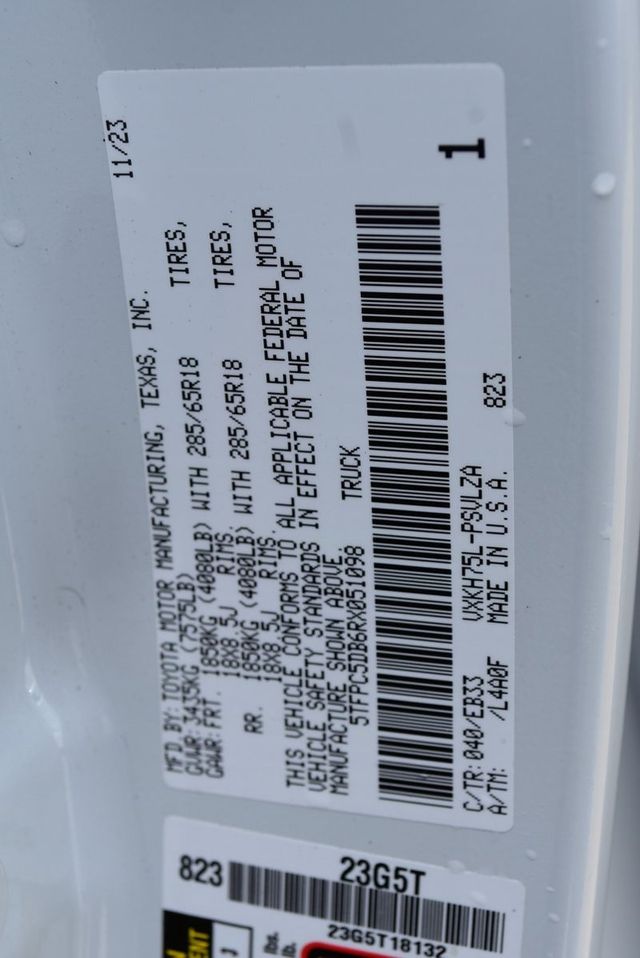 MFD. BY: TOYOTA MOTOR MANUFACTURING, TEXAS, INC. 11/23
GVWR: 3435KG (7575LB)
GAWR: FRT. 1850KG (4080LB) WITH 285/65R18 TIRES,
18X8.5J RIMS.
RR. 1850KG (4080LB) WITH 285/65R18 TIRES,
18X8.5J RIMS.
THIS VEHICLE CONFORMS TO ALL APPLICABLE FEDERAL MOTOR
VEHICLE SAFETY STANDARDS IN EFFECT ON THE DATE OF
MANUFACTURE SHOWN ABOVE.
5TFPC5DB6RX051098 TRUCK
1
C/TR: 040/EB33 VXKH75L-PSVLZA 823
A/TM: /L4A0F MADE IN U.S.A.
823 23G5T
23G5T18132
lbs.
lb.